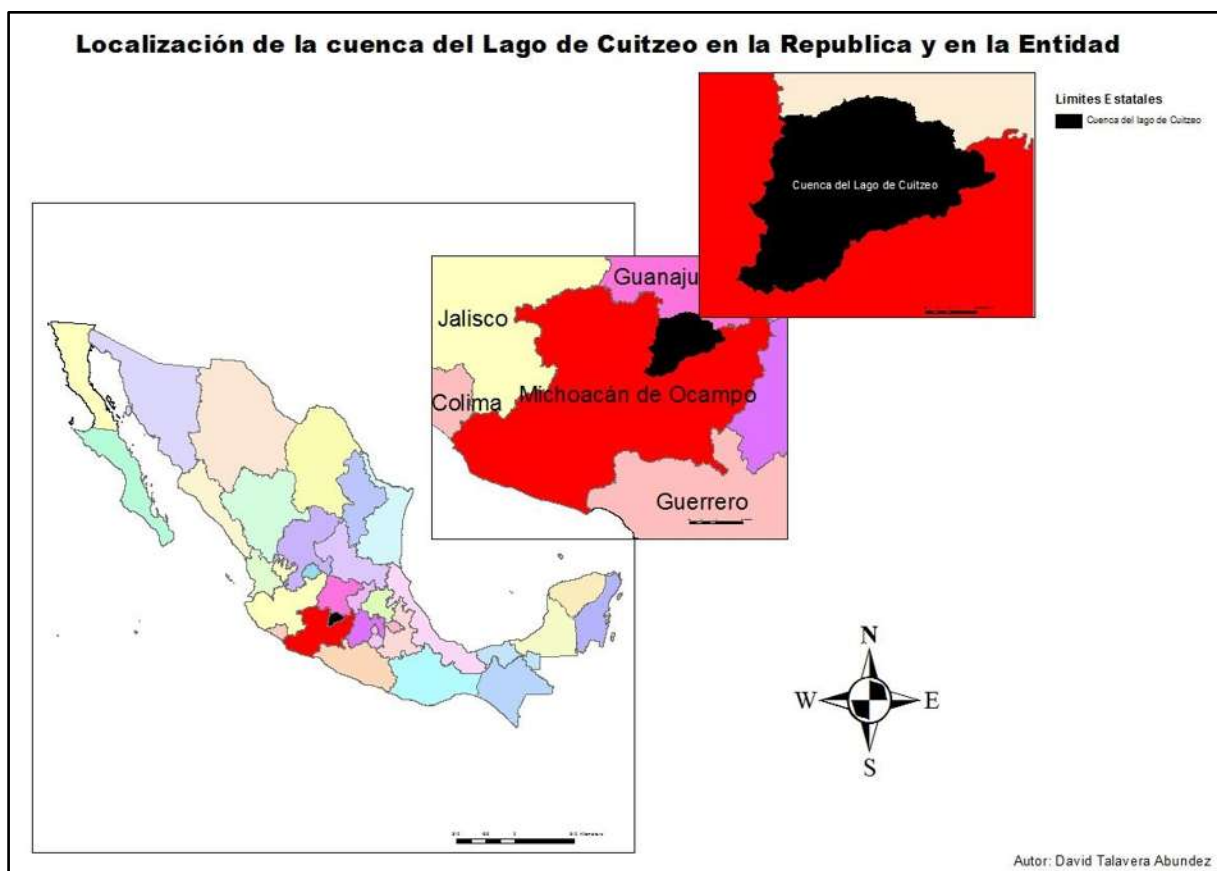 Localización de la cuenca del Lago de Cuitzeo en la Republica y en la Entidad
Limites Estatales
Cuenca del lago de Cuitzeo
Cuenca del Lago de Cuitzeo
Guanaju
Jalisco
Michoacán de Ocampo
Colima
Guerrero
N
W E
S
Autor: David Talavera Abundez